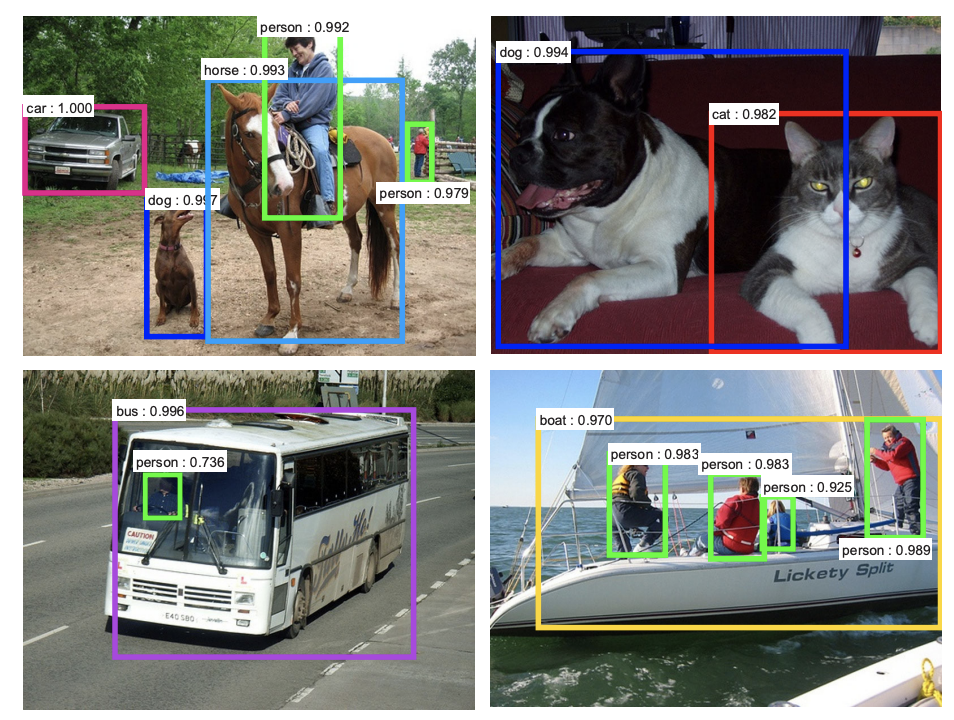 person : 0.992
horse : 0.993
car : 1.000
dog : 0.997
person : 0.979
dog : 0.994
cat : 0.982
bus : 0.996
person : 0.736
CAUTION
L
L
E40 SBO
boat : 0.970
person : 0.983
person : 0.983
person : 0.925
person : 0.989
Lickety Split